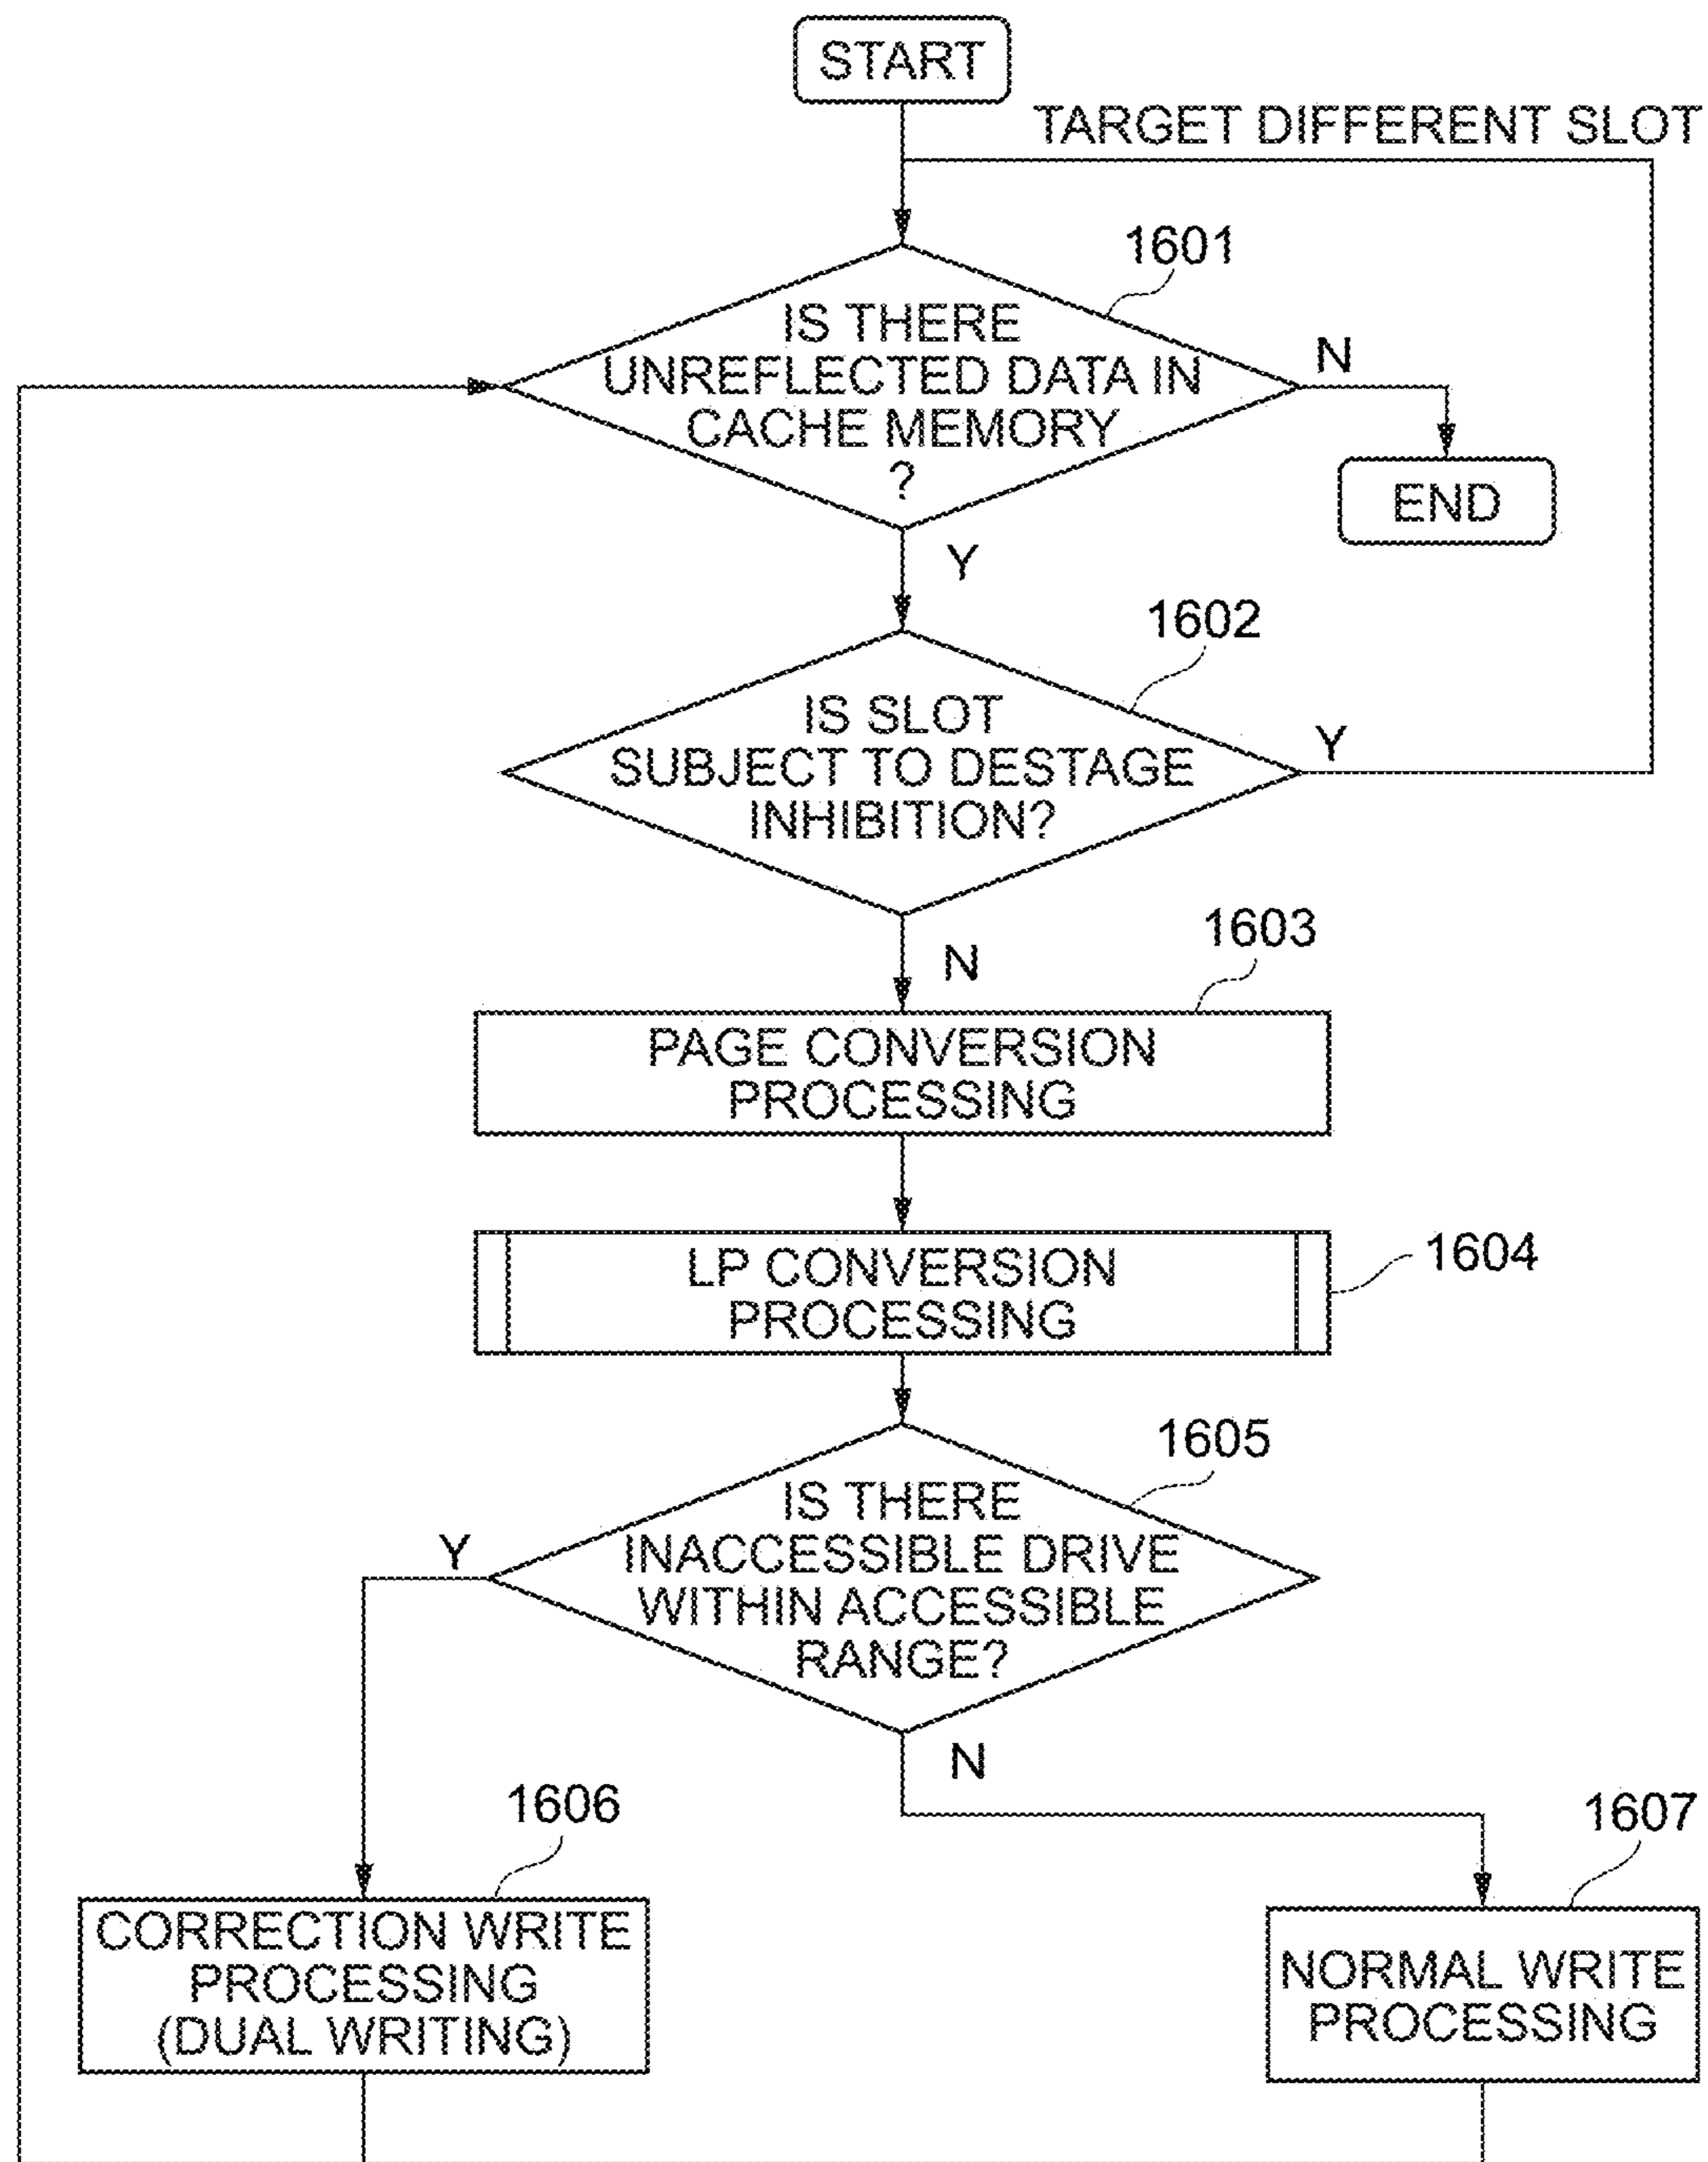 START
TARGET DIFFERENT SLOT
1601
IS THERE
UNREFLECTED DATA IN
CACHE MEMORY
?
N
END
Y
1602
IS SLOT
SUBJECT TO DESTAGE
INHIBITION?
Y
N
1603
PAGE CONVERSION
PROCESSING
LP CONVERSION
PROCESSING
1604
1605
IS THERE
INACCESSIBLE DRIVE
WITHIN ACCESSIBLE
RANGE?
Y
N
1606
CORRECTION WRITE
PROCESSING
(DUAL WRITING)
1607
NORMAL WRITE
PROCESSING